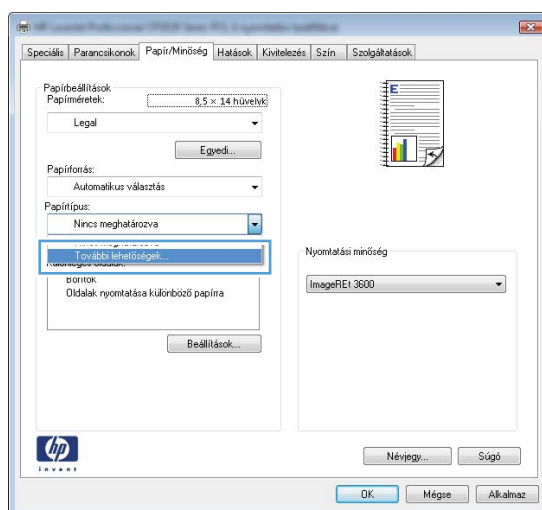 Speciális Parancsikonok Papír/Minőség Hatások Kivitelezés Szín Szolgáltatások
Papírbeállítások
Papírméretek: 8,5 × 14 hüvelyk
Legal
Egyedi...
Papírforrás:
Automatikus választás
Papírtípus:
Nincs meghatározva
További lehetőségek...
Borítók
Oldalak nyomtatása különböző papírra
Beállítások...
Nyomtatási minőség
ImageREt 3600
E
hp
invent
Névjegy... Súgó
OK Mégse Alkalmaz